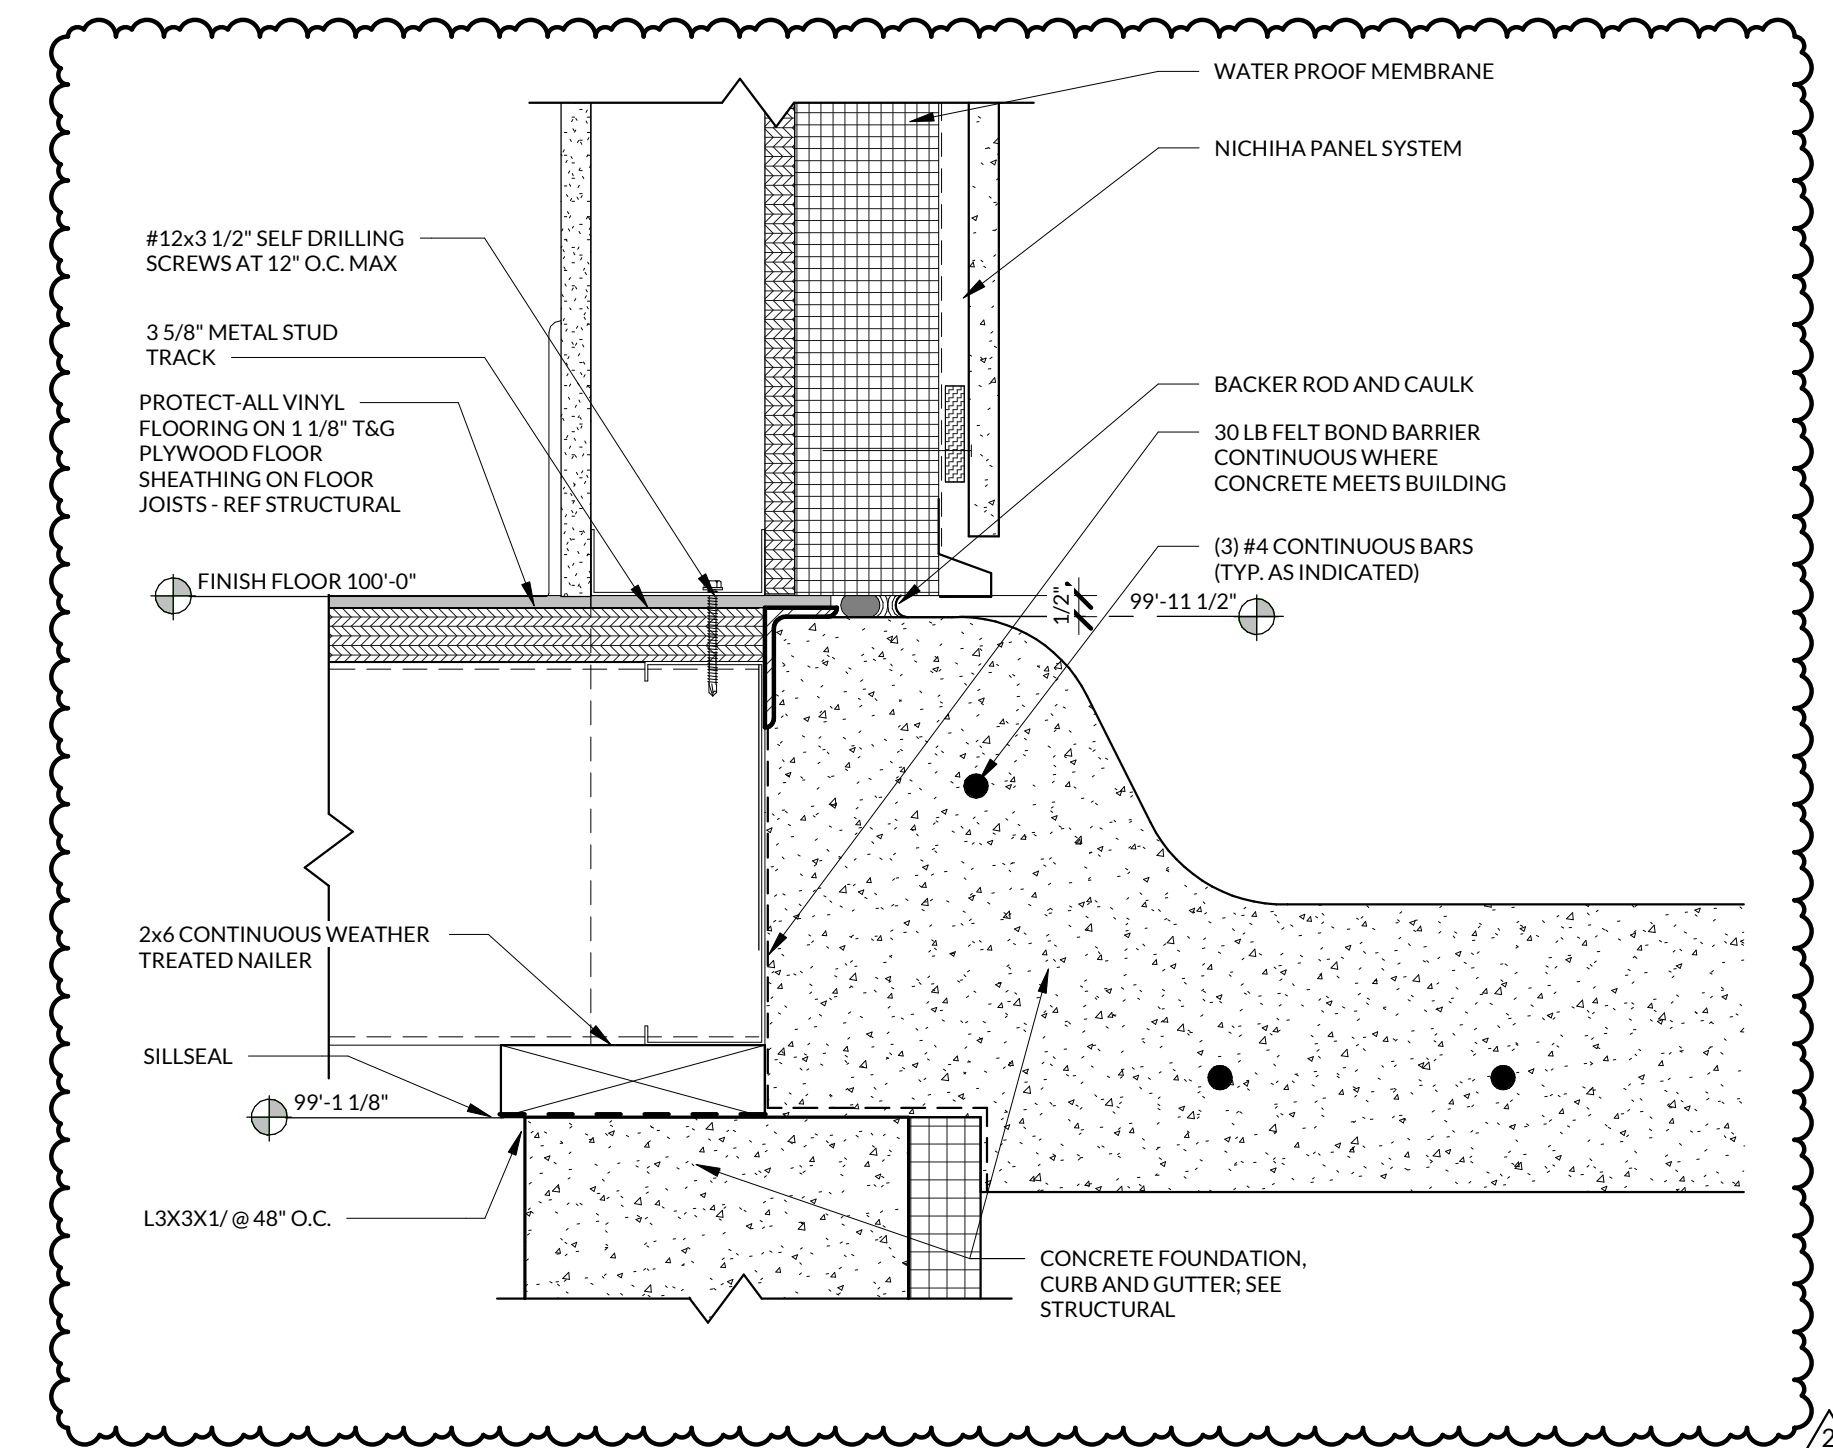 WATER PROOF MEMBRANE
NICHIHA PANEL SYSTEM
#12x3 1/2" SELF DRILLING
SCREWS AT 12" O.C. MAX
3 5/8" METAL STUD
TRACK
PROTECT-ALL VINYL
FLOORING ON 1 1/8" T&G
PLYWOOD FLOOR
SHEATHING ON FLOOR
JOISTS - REF STRUCTURAL
BACKER ROD AND CAULK
30 LB FELT BOND BARRIER
CONTINUOUS WHERE
CONCRETE MEETS BUILDING
(3) #4 CONTINUOUS BARS
(TYP. AS INDICATED)
FINISH FLOOR 100'-0"
1/2"
99'-11 1/2"
2x6 CONTINUOUS WEATHER
TREATED NAILER
SILLSEAL
99'-1 1/8"
L3X3X1/ @ 48" O.C.
CONCRETE FOUNDATION,
CURB AND GUTTER; SEE
STRUCTURAL
2